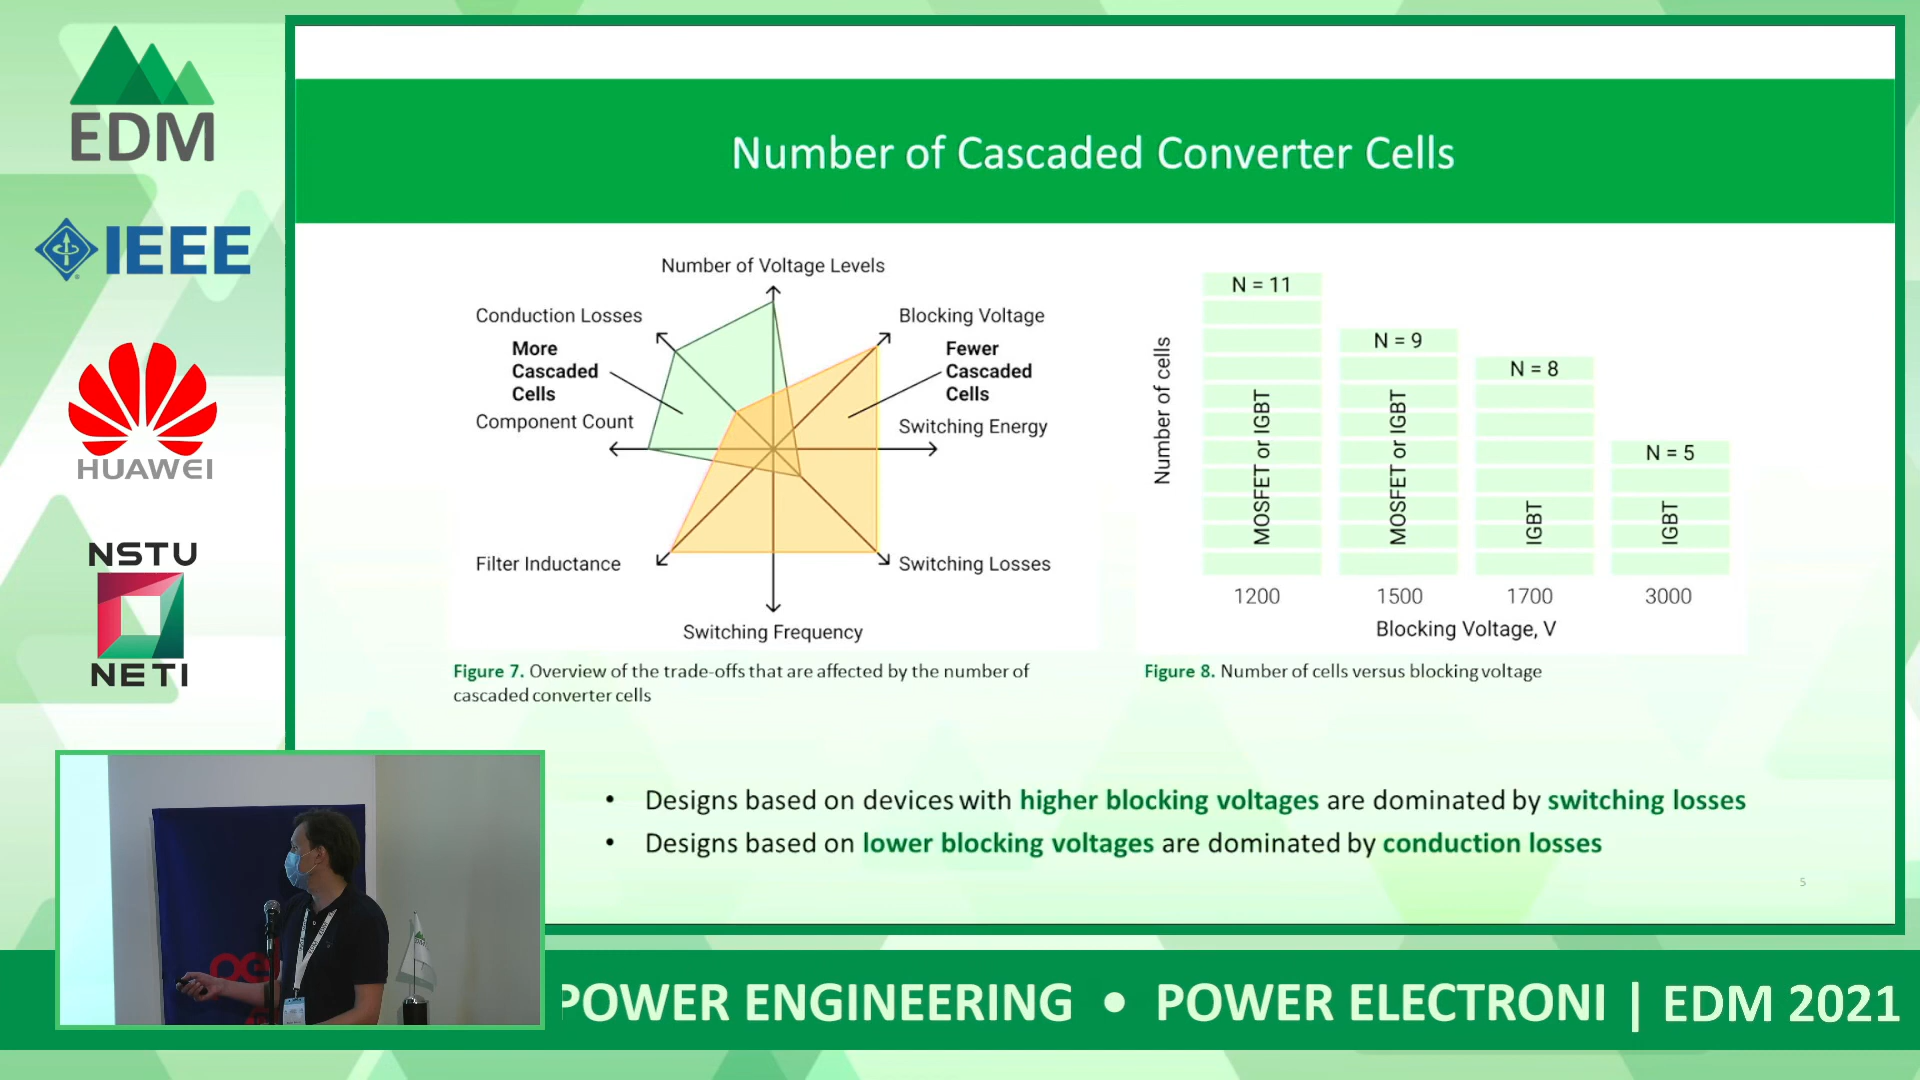 EDM
IEEE
HUAWEI
NSTU
NETI
Number of Cascaded Converter Cells
Number of Voltage Levels
Conduction Losses
Blocking Voltage
More
Cascaded
Cells
Fewer
Cascaded
Cells
Component Count
Switching Energy
Filter Inductance
Switching Losses
Switching Frequency
Figure 7. Overview of the trade-offs that are affected by the number of
cascaded converter cells
Number of cells
N = 11
N = 9
N = 8
N = 5
MOSFET or IGBT
MOSFET or IGBT
IGBT
IGBT
1200
1500
1700
3000
Blocking Voltage, V
Figure 8. Number of cells versus blocking voltage
• Designs based on devices with higher blocking voltages are dominated by switching losses
• Designs based on lower blocking voltages are dominated by conduction losses
5
POWER ENGINEERING • POWER ELECTRONI | EDM 2021